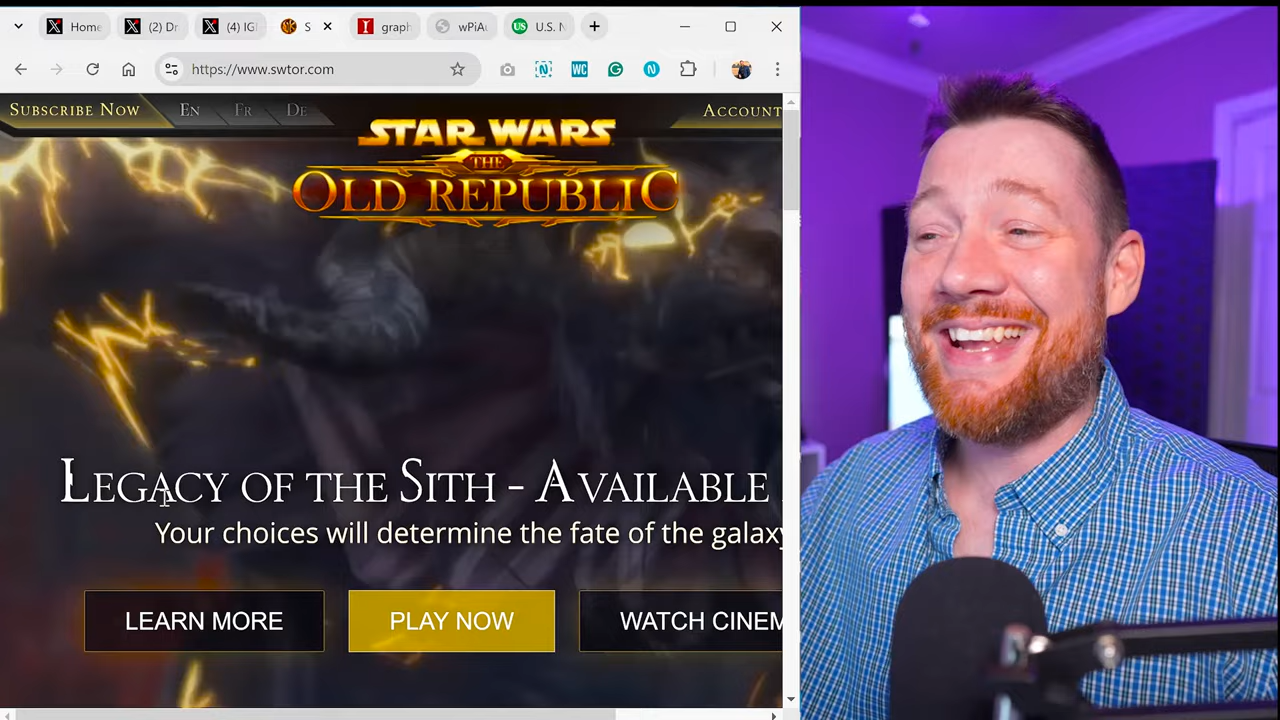 Home
(2) Dr
(4) IGI
S
graph
U.S. N
https://www.swtor.com
WC
SUBSCRIBE NOW
EN
FR
DE
ACCOUNT
STAR WARS
THE
OLD REPUBLIC
LEGACY OF THE SITH - AVAILABLE
Your choices will determine the fate of the galaxy
LEARN MORE
PLAY NOW
WATCH CINEM